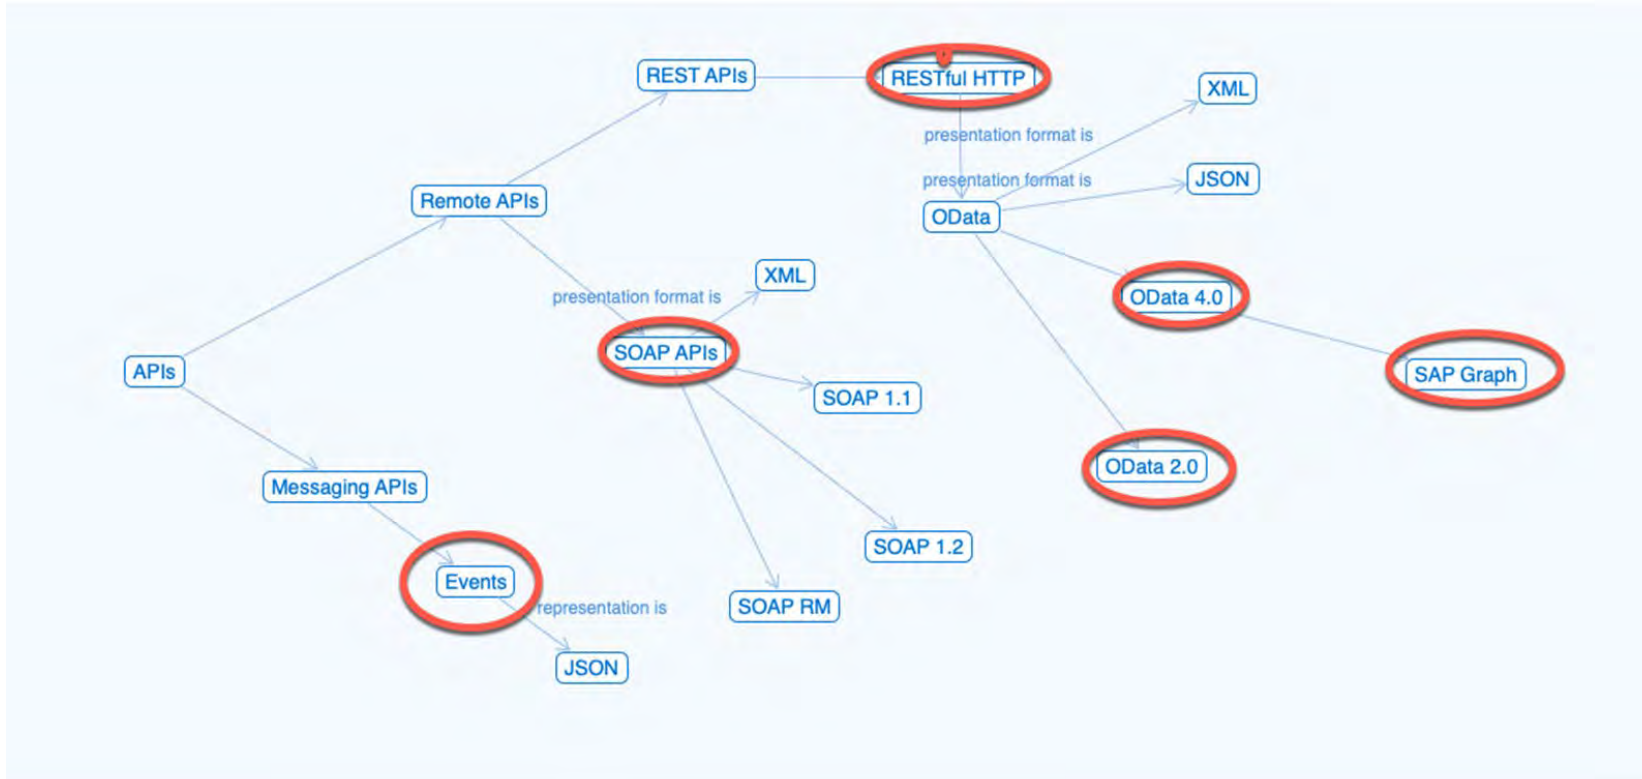 REST APIs
RESTful HTTP
XML
presentation format is
presentation format is
JSON
Remote APIs
OData
XML
presentation format is
OData 4.0
SOAP APIs
APIs
SAP Graph
SOAP 1.1
OData 2.0
Messaging APIs
SOAP 1.2
Events
representation is
SOAP RM
JSON